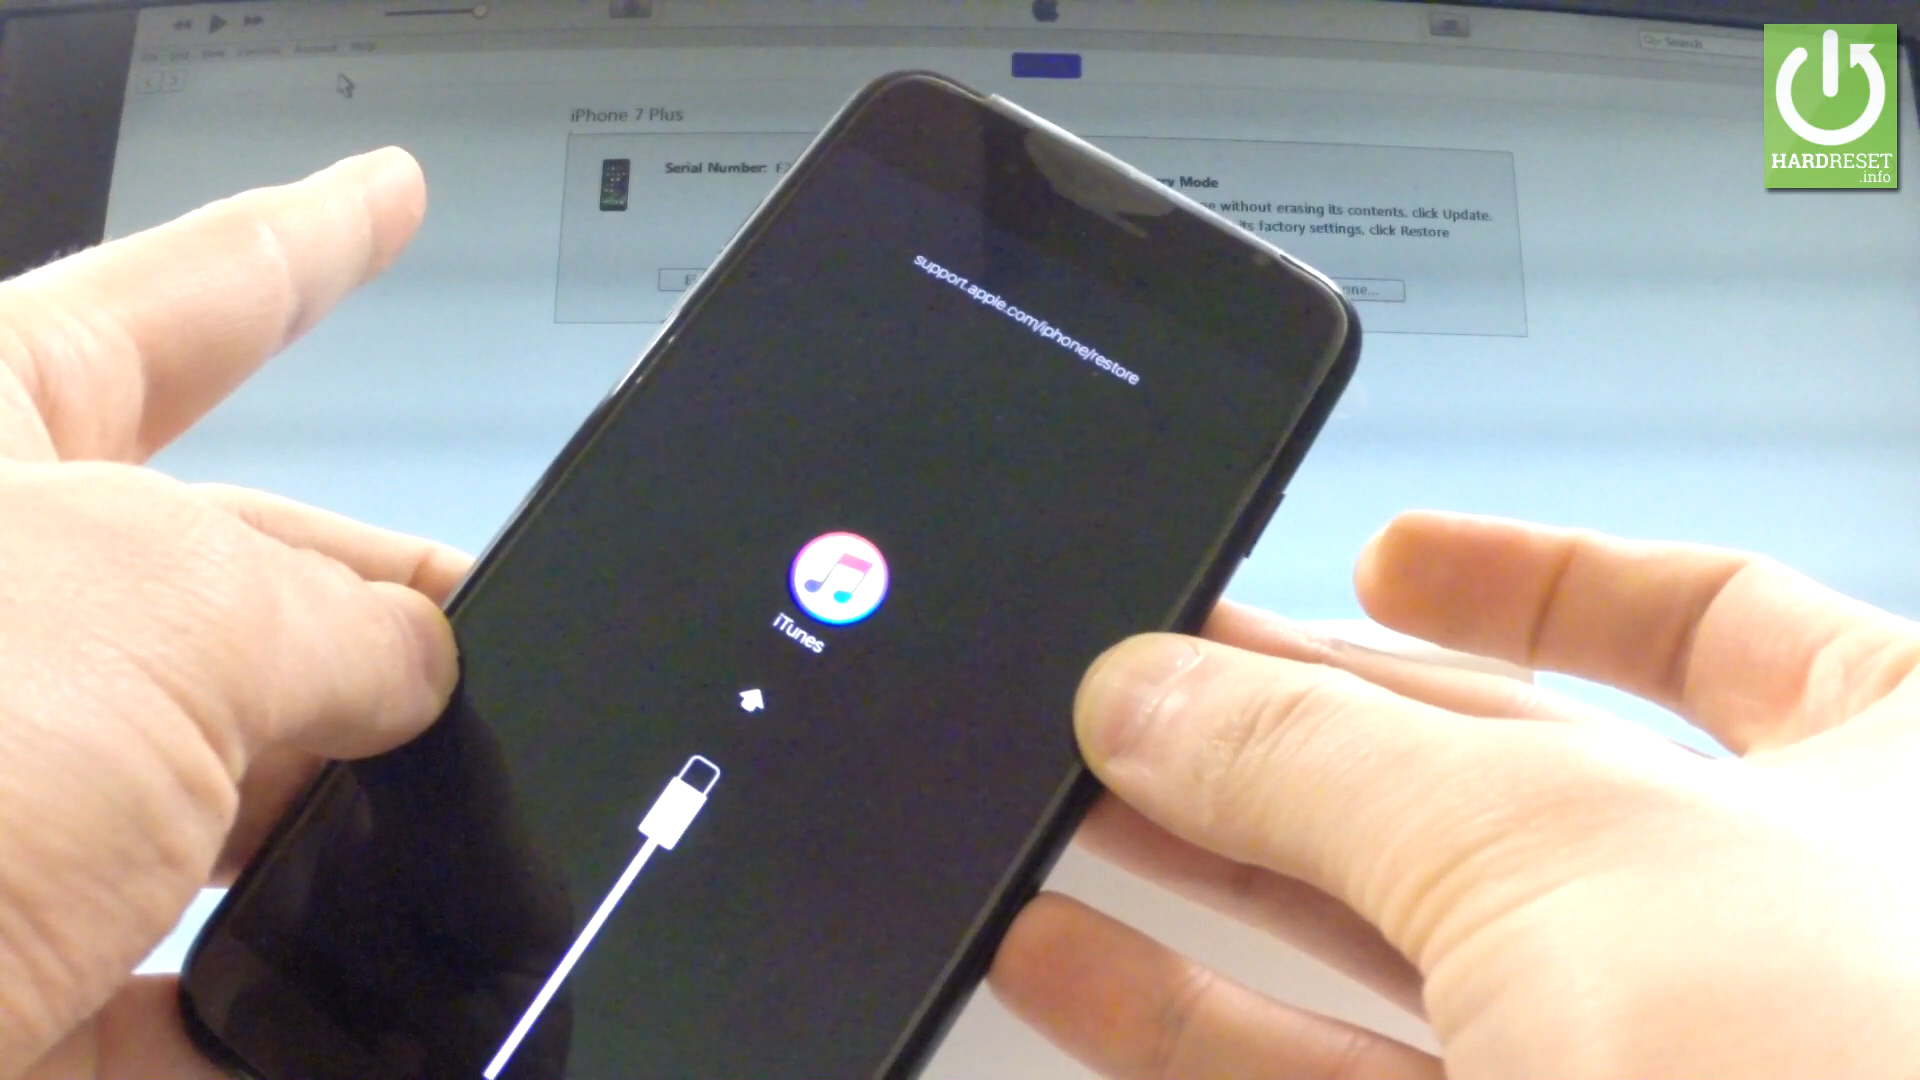 Search
HARDRESET
.info
iPhone 7 Plus
Serial Number:
Mode
without erasing its contents, click Update.
factory settings, click Restore
support.apple.com/iphone/restore
iTunes